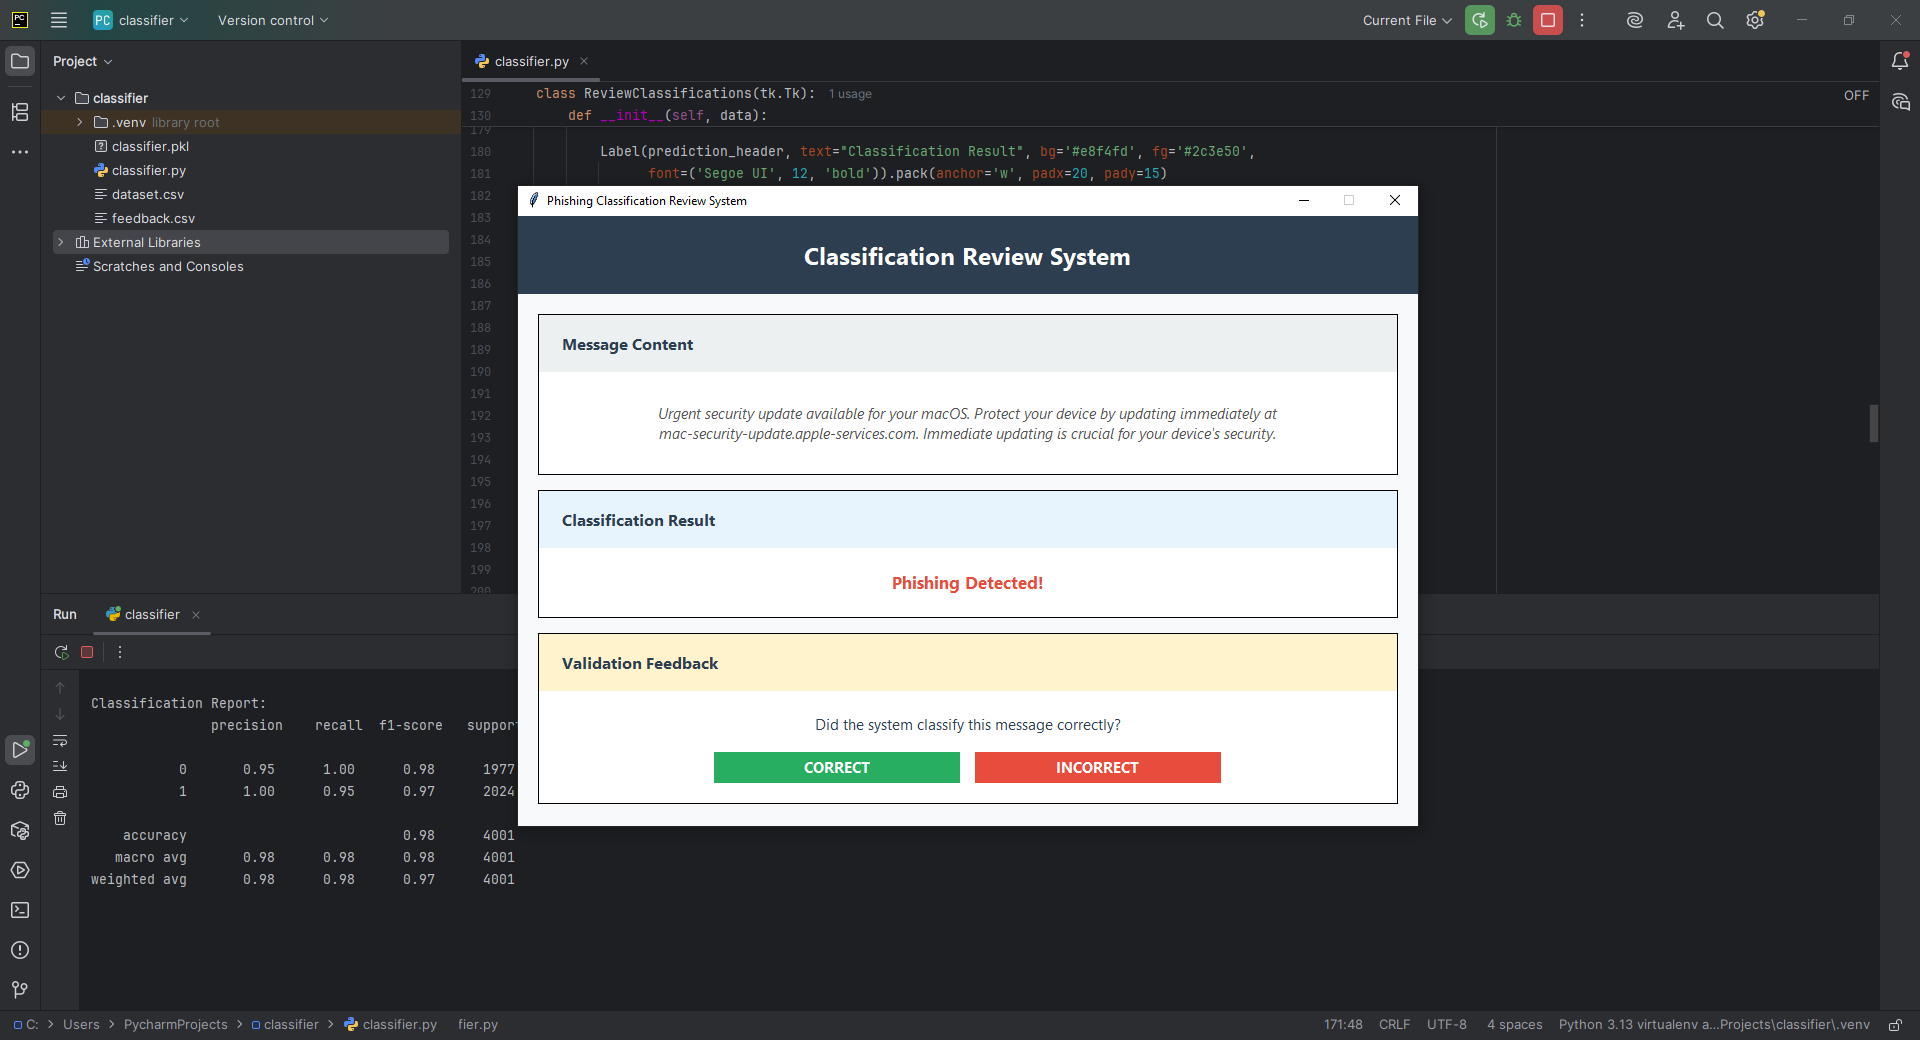 PC classifier Version control Current File
Project
classifier
.venv library root
classifier.pkl
classifier.py
dataset.csv
feedback.csv
External Libraries
Scratches and Consoles
classifier.py
OFF
129 class ReviewClassifications(tk.Tk): 1 usage
130 def __init__(self, data):
179
180 Label(prediction_header, text="Classification Result", bg='#e8f4fd', fg='#2c3e50',
181 font=('Segoe UI', 12, 'bold')).pack(anchor='w', padx=20, pady=15)
182
183
184
185
186
187
188
189
190
191
192
193
194
195
196
197
198
199
200
Phishing Classification Review System
Classification Review System
Message Content
Urgent security update available for your macOS. Protect your device by updating immediately at
mac-security-update.apple-services.com. Immediate updating is crucial for your device's security.
Classification Result
Phishing Detected!
Validation Feedback
Did the system classify this message correctly?
CORRECT INCORRECT
Run classifier
Classification Report:
precision recall f1-score suppor
0 0.95 1.00 0.98 1977
1 1.00 0.95 0.97 2024
accuracy 0.98 4001
macro avg 0.98 0.98 0.98 4001
weighted avg 0.98 0.98 0.97 4001
C: > Users > PycharmProjects > classifier > classifier.py fier.py 171:48 CRLF UTF-8 4 spaces Python 3.13 virtualenv a...Projects\classifier\.venv